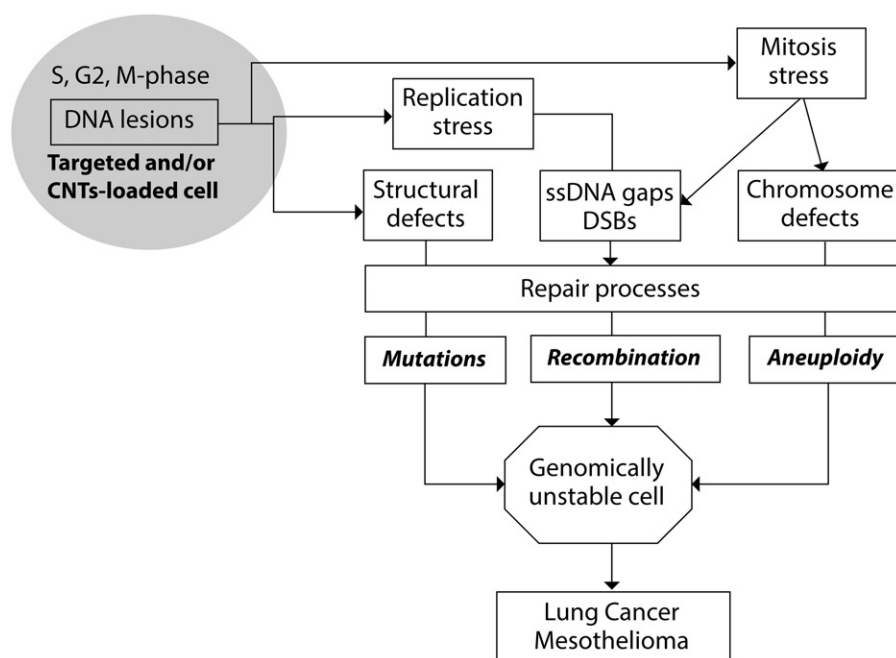 S, G2, M-phase
DNA lesions
Targeted and/or
CNTs-loaded cell
Replication
stress
Mitosis
stress
Structural
defects
ssDNA gaps
DSBs
Chromosome
defects
Repair processes
Mutations
Recombination
Aneuploidy
Genomically
unstable cell
Lung Cancer
Mesothelioma